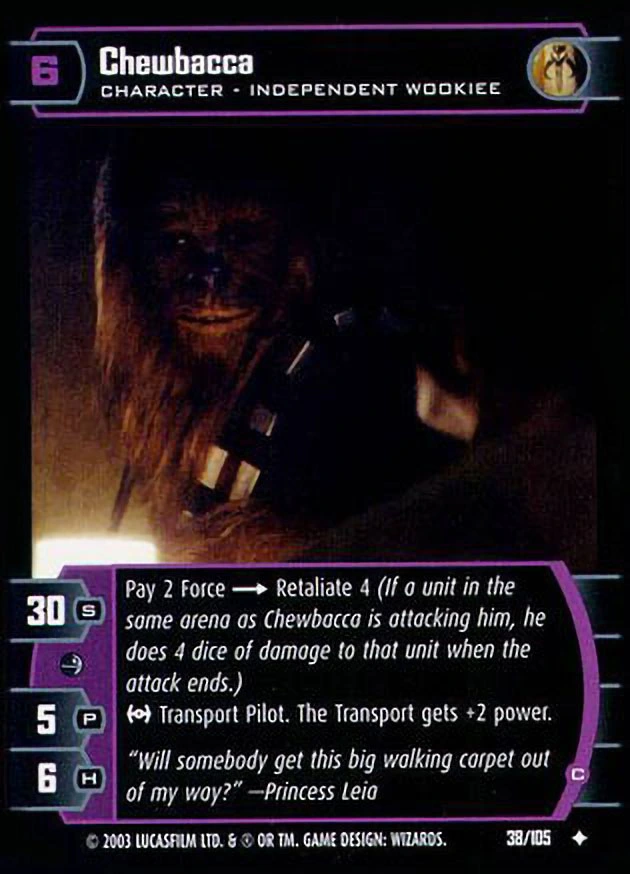 6
Chewbacca
CHARACTER - INDEPENDENT WOOKIEE
30 S
5 P
6 H
Pay 2 Force → Retaliate 4 (If a unit in the
same arena as Chewbacca is attacking him, he
does 4 dice of damage to that unit when the
attack ends.)
Transport Pilot. The Transport gets +2 power.
“Will somebody get this big walking carpet out
of my way?” —Princess Leia
C
© 2003 LUCASFILM LTD. & ® OR TM. GAME DESIGN: WIZARDS.
38/105